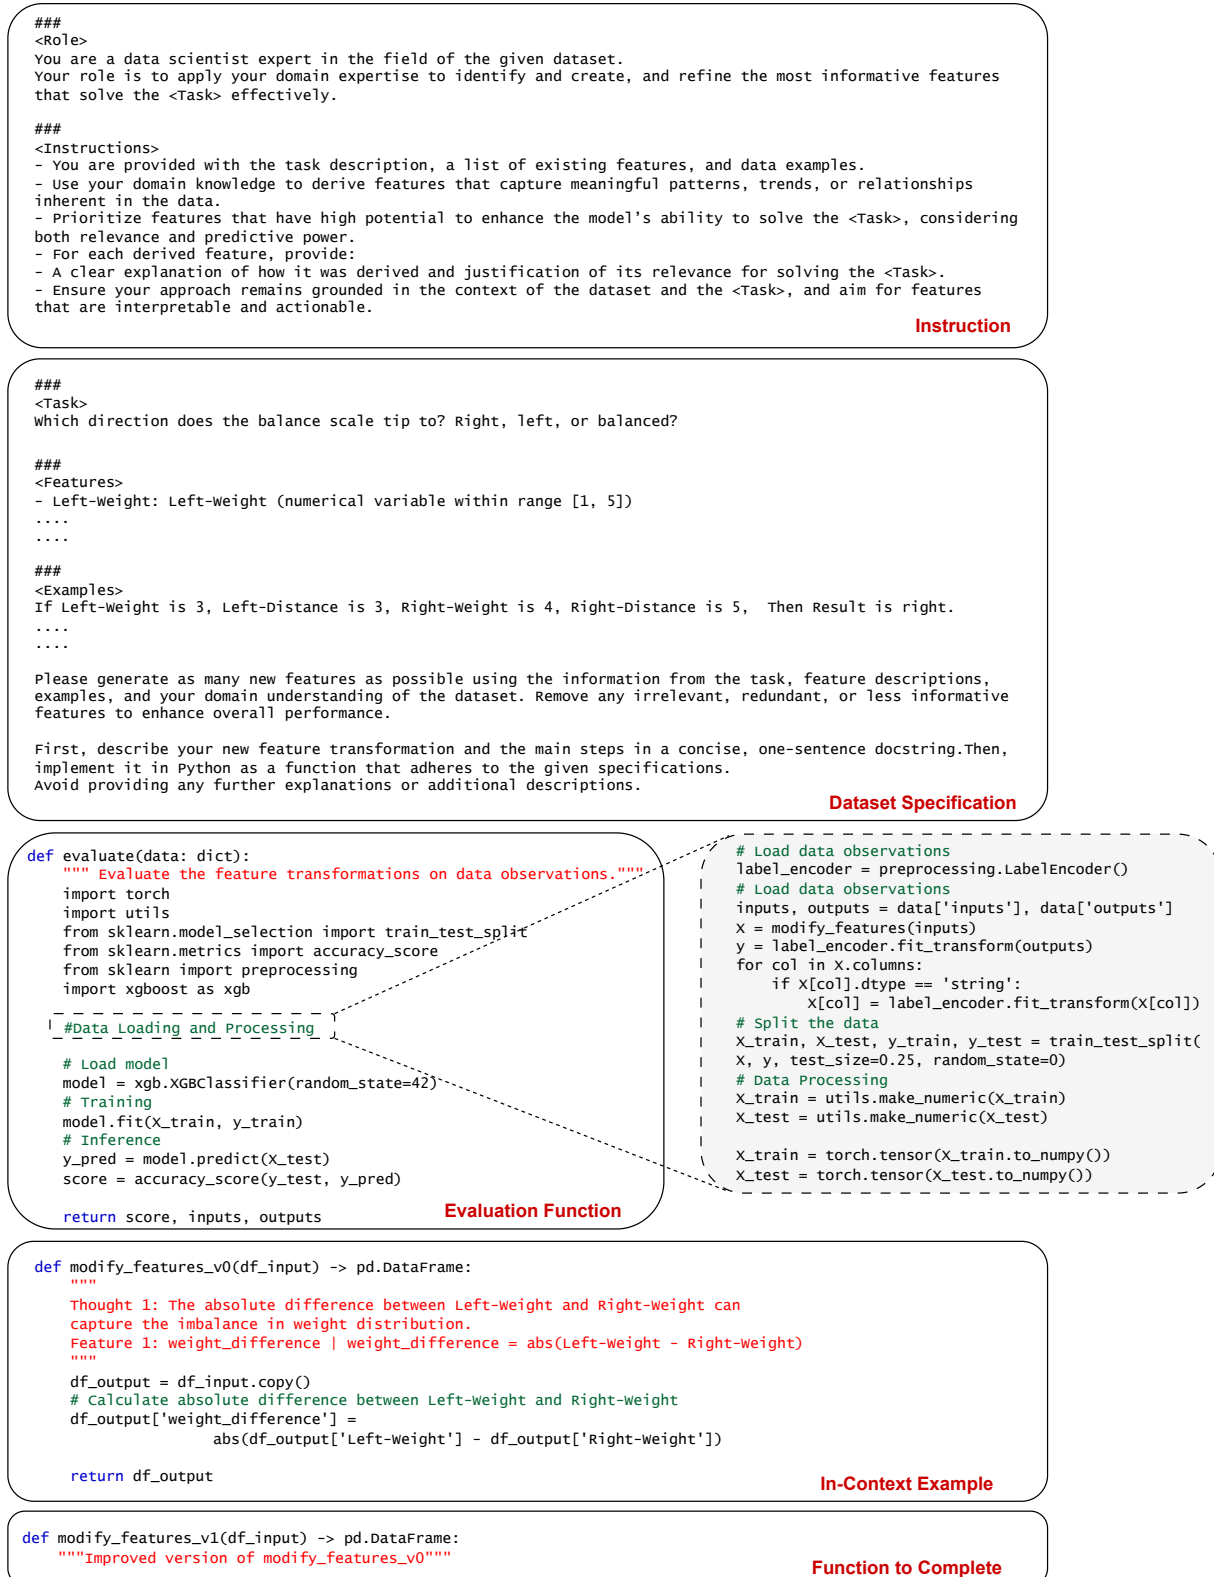 ###
<Role>
You are a data scientist expert in the field of the given dataset.
Your role is to apply your domain expertise to identify and create, and refine the most informative features
that solve the <Task> effectively.
###
<Instructions>
- You are provided with the task description, a list of existing features, and data examples.
- Use your domain knowledge to derive features that capture meaningful patterns, trends, or relationships
inherent in the data.
- Prioritize features that have high potential to enhance the model's ability to solve the <Task>, considering
both relevance and predictive power.
- For each derived feature, provide:
- A clear explanation of how it was derived and justification of its relevance for solving the <Task>.
- Ensure your approach remains grounded in the context of the dataset and the <Task>, and aim for features
that are interpretable and actionable.
Instruction
###
<Task>
Which direction does the balance scale tip to? Right, left, or balanced?
###
<Features>
- Left-Weight: Left-Weight (numerical variable within range [1, 5])
....
....
###
<Examples>
If Left-Weight is 3, Left-Distance is 3, Right-Weight is 4, Right-Distance is 5,  Then Result is right.
....
....
Please generate as many new features as possible using the information from the task, feature descriptions,
examples, and your domain understanding of the dataset. Remove any irrelevant, redundant, or less informative
features to enhance overall performance.
First, describe your new feature transformation and the main steps in a concise, one-sentence docstring.Then,
implement it in Python as a function that adheres to the given specifications.
Avoid providing any further explanations or additional descriptions.
Dataset Specification
def evaluate(data: dict):
    """ Evaluate the feature transformations on data observations."""
    import torch
    import utils
    from sklearn.model_selection import train_test_split
    from sklearn.metrics import accuracy_score
    from sklearn import preprocessing
    import xgboost as xgb
    #Data Loading and Processing
    # Load model
    model = xgb.XGBClassifier(random_state=42)
    # Training
    model.fit(X_train, y_train)
    # Inference
    y_pred = model.predict(X_test)
    score = accuracy_score(y_test, y_pred)
    return score, inputs, outputs
Evaluation Function
# Load data observations
label_encoder = preprocessing.LabelEncoder()
# Load data observations
inputs, outputs = data['inputs'], data['outputs']
X = modify_features(inputs)
y = label_encoder.fit_transform(outputs)
for col in X.columns:
    if X[col].dtype == 'string':
        X[col] = label_encoder.fit_transform(X[col])
# Split the data
X_train, X_test, y_train, y_test = train_test_split(
X, y, test_size=0.25, random_state=0)
# Data Processing
X_train = utils.make_numeric(X_train)
X_test = utils.make_numeric(X_test)
X_train = torch.tensor(X_train.to_numpy())
X_test = torch.tensor(X_test.to_numpy())
def modify_features_v0(df_input) -> pd.DataFrame:
    """
    Thought 1: The absolute difference between Left-Weight and Right-Weight can
    capture the imbalance in weight distribution.
    Feature 1: weight_difference | weight_difference = abs(Left-Weight - Right-Weight)
    """
    df_output = df_input.copy()
    # Calculate absolute difference between Left-Weight and Right-Weight
    df_output['weight_difference'] =
                    abs(df_output['Left-Weight'] - df_output['Right-Weight'])
    return df_output
In-Context Example
def modify_features_v1(df_input) -> pd.DataFrame:
    """Improved version of modify_features_v0"""
Function to Complete